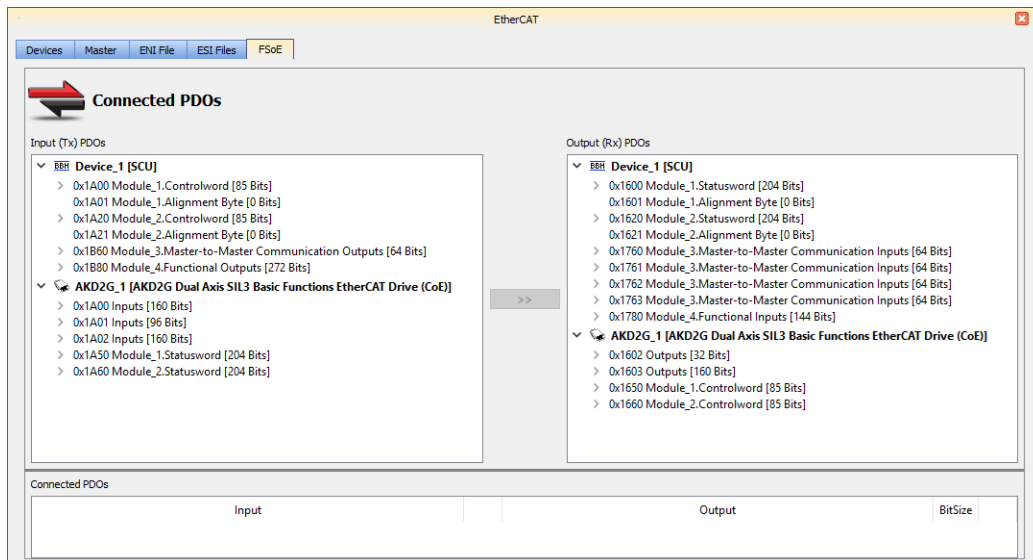 EtherCAT
Devices Master ENI File ESI Files FSoE
Connected PDOs
Input (Tx) PDOs
BBH Device_1 [SCU]
0x1A00 Module_1.Controlword [85 Bits]
0x1A01 Module_1.Alignment Byte [0 Bits]
0x1A20 Module_2.Controlword [85 Bits]
0x1A21 Module_2.Alignment Byte [0 Bits]
0x1B60 Module_3.Master-to-Master Communication Outputs [64 Bits]
0x1B80 Module_4.Functional Outputs [272 Bits]
AKD2G_1 [AKD2G Dual Axis SIL3 Basic Functions EtherCAT Drive (CoE)]
0x1A00 Inputs [160 Bits]
0x1A01 Inputs [96 Bits]
0x1A02 Inputs [160 Bits]
0x1A50 Module_1.Statusword [204 Bits]
0x1A60 Module_2.Statusword [204 Bits]
>>
Output (Rx) PDOs
BBH Device_1 [SCU]
0x1600 Module_1.Statusword [204 Bits]
0x1601 Module_1.Alignment Byte [0 Bits]
0x1620 Module_2.Statusword [204 Bits]
0x1621 Module_2.Alignment Byte [0 Bits]
0x1760 Module_3.Master-to-Master Communication Inputs [64 Bits]
0x1761 Module_3.Master-to-Master Communication Inputs [64 Bits]
0x1762 Module_3.Master-to-Master Communication Inputs [64 Bits]
0x1763 Module_3.Master-to-Master Communication Inputs [64 Bits]
0x1780 Module_4.Functional Inputs [144 Bits]
AKD2G_1 [AKD2G Dual Axis SIL3 Basic Functions EtherCAT Drive (CoE)]
0x1602 Outputs [32 Bits]
0x1603 Outputs [160 Bits]
0x1650 Module_1.Controlword [85 Bits]
0x1660 Module_2.Controlword [85 Bits]
Connected PDOs
Input Output BitSize